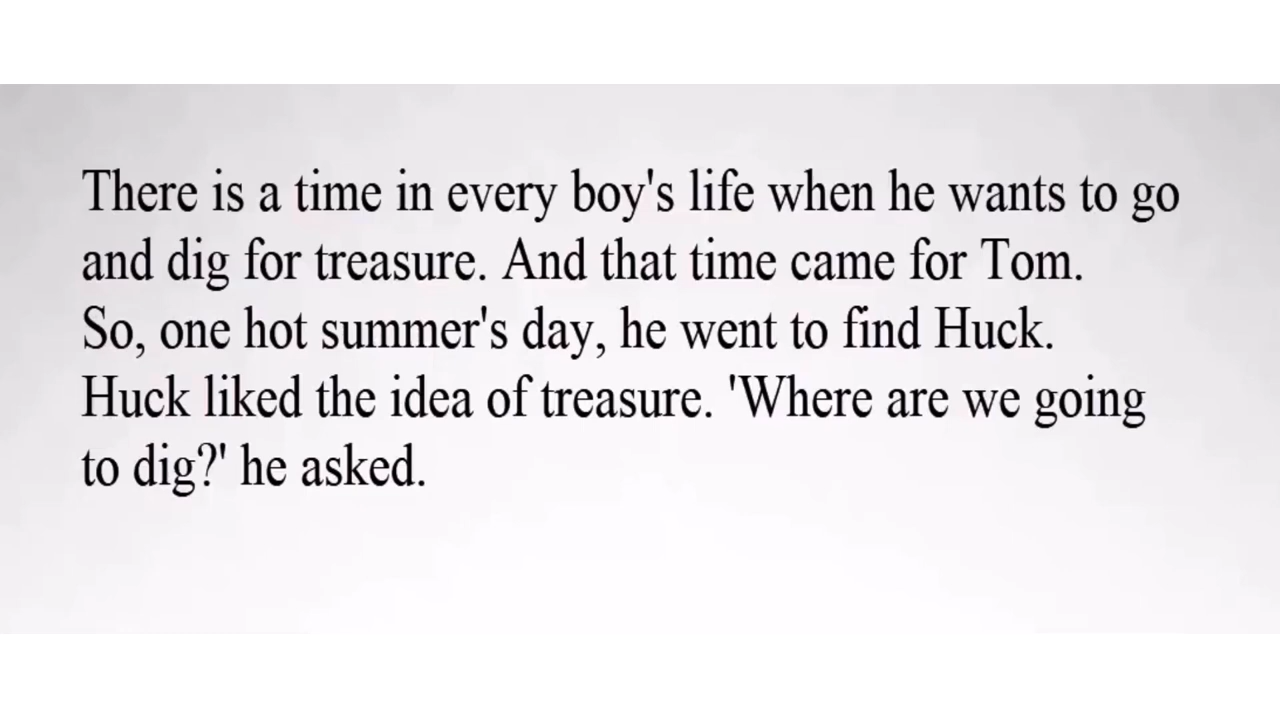 There is a time in every boy's life when he wants to go
and dig for treasure. And that time came for Tom.
So, one hot summer's day, he went to find Huck.
Huck liked the idea of treasure. 'Where are we going
to dig?' he asked.